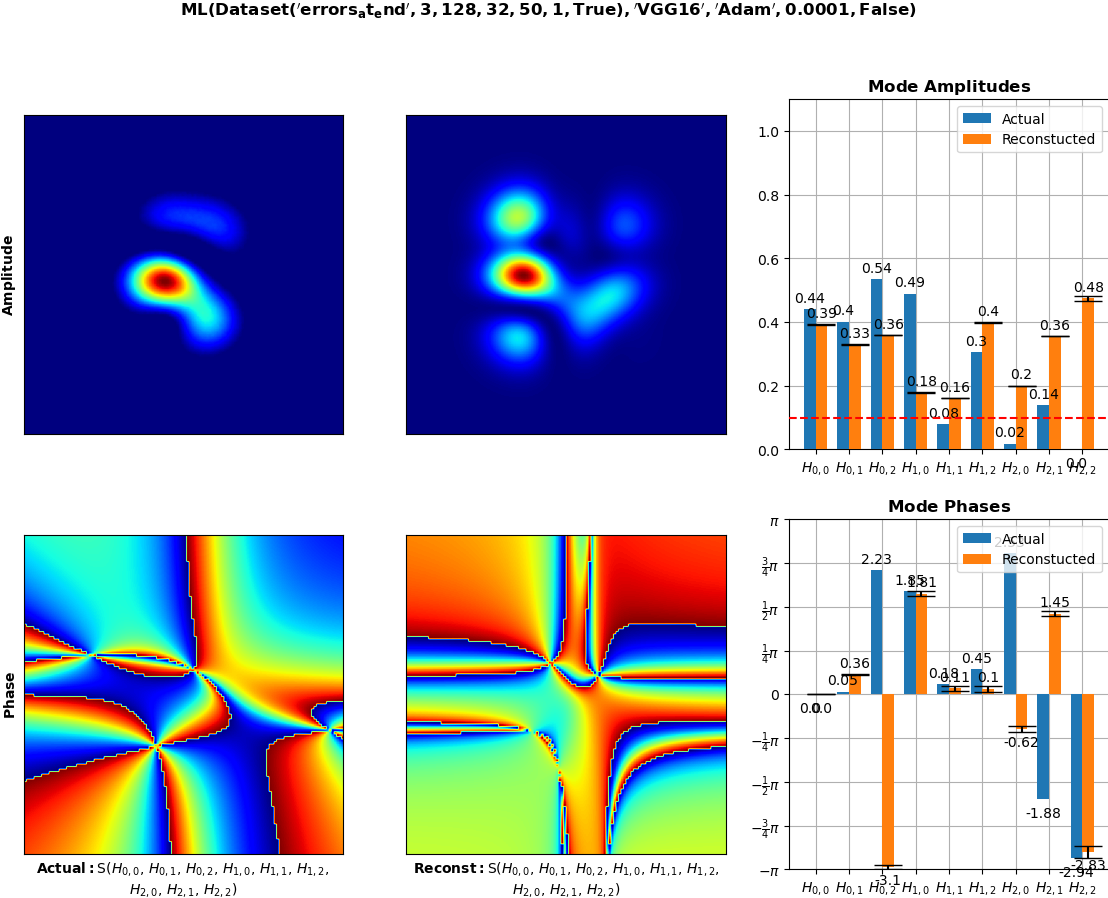 ML(Dataset('errors_at_end', 3, 128, 32, 50, 1, True), 'VGG16', 'Adam', 0.0001, False)
Amplitude
Mode Amplitudes
Actual
Reconstucted
1.0
0.8
0.6
0.4
0.2
0.0
0.44
0.39
0.4
0.33
0.54
0.36
0.49
0.18
0.08
0.16
0.3
0.4
0.02
0.2
0.14
0.36
0.0
0.48
H0,0 H0,1 H0,2 H1,0 H1,1 H1,2 H2,0 H2,1 H2,2
Phase
Actual: S(H0,0, H0,1, H0,2, H1,0, H1,1, H1,2,
H2,0, H2,1, H2,2)
Reconst: S(H0,0, H0,1, H0,2, H1,0, H1,1, H1,2,
H2,0, H2,1, H2,2)
Mode Phases
Actual
Reconstucted
π
3/4π
1/2π
1/4π
0
−1/4π
−1/2π
−3/4π
−π
0.0
0.0
0.05
0.36
2.23
-3.1
1.85
1.81
0.18
0.11
0.45
0.1
-0.62
-1.88
1.45
-2.94
-2.83
H0,0 H0,1 H0,2 H1,0 H1,1 H1,2 H2,0 H2,1 H2,2